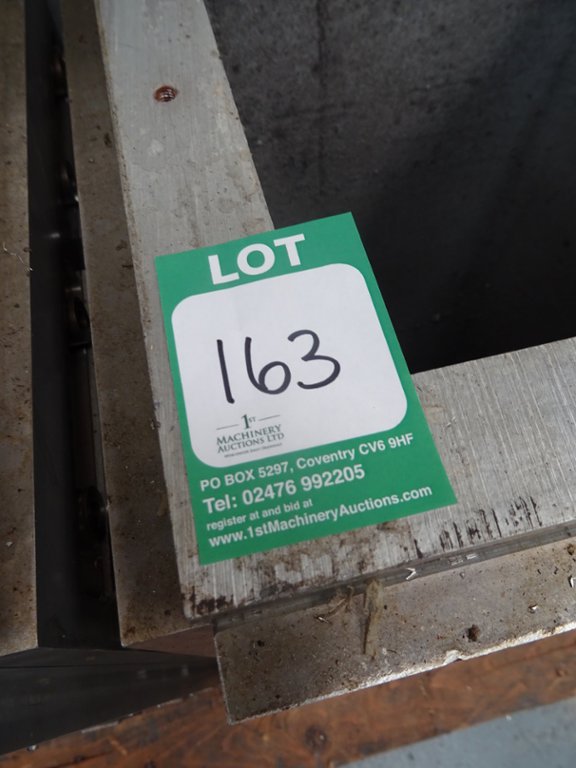 LOT
163
1ST
MACHINERY
AUCTIONS LTD
PO BOX 5297, Coventry CV6 9HF
Tel: 02476 992205
register at and bid at
www.1stMachineryAuctions.com